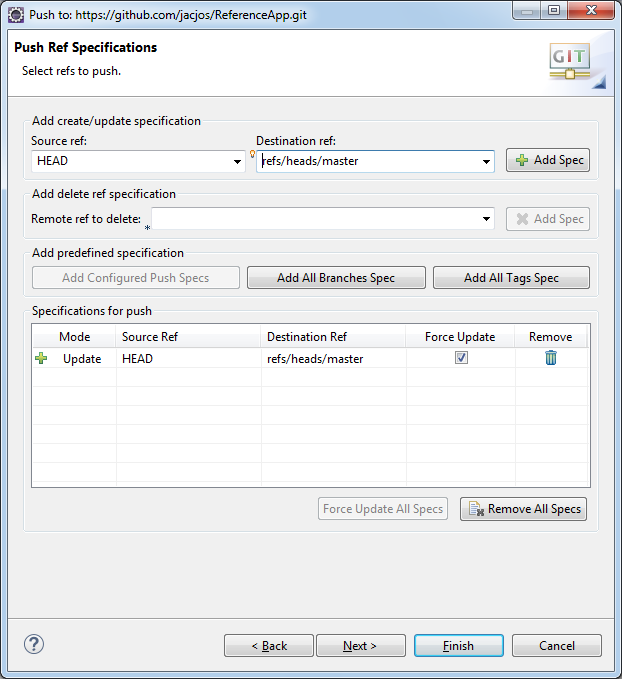 Push to: https://github.com/jacjos/ReferenceApp.git
Push Ref Specifications
Select refs to push.
GIT
Add create/update specification
Source ref: Destination ref:
HEAD refs/heads/master Add Spec
Add delete ref specification
Remote ref to delete: * Add Spec
Add predefined specification
Add Configured Push Specs Add All Branches Spec Add All Tags Spec
Specifications for push
Mode Source Ref Destination Ref Force Update Remove
Update HEAD refs/heads/master
Force Update All Specs Remove All Specs
? < Back Next > Finish Cancel